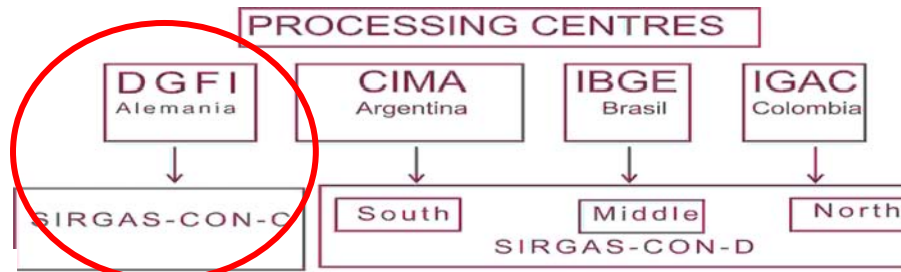 PROCESSING CENTRES
DGFI CIMA IBGE IGAC
Alemania Argentina Brasil Colombia
South Middle North
SIRGAS-CON-C
SIRGAS-CON-D